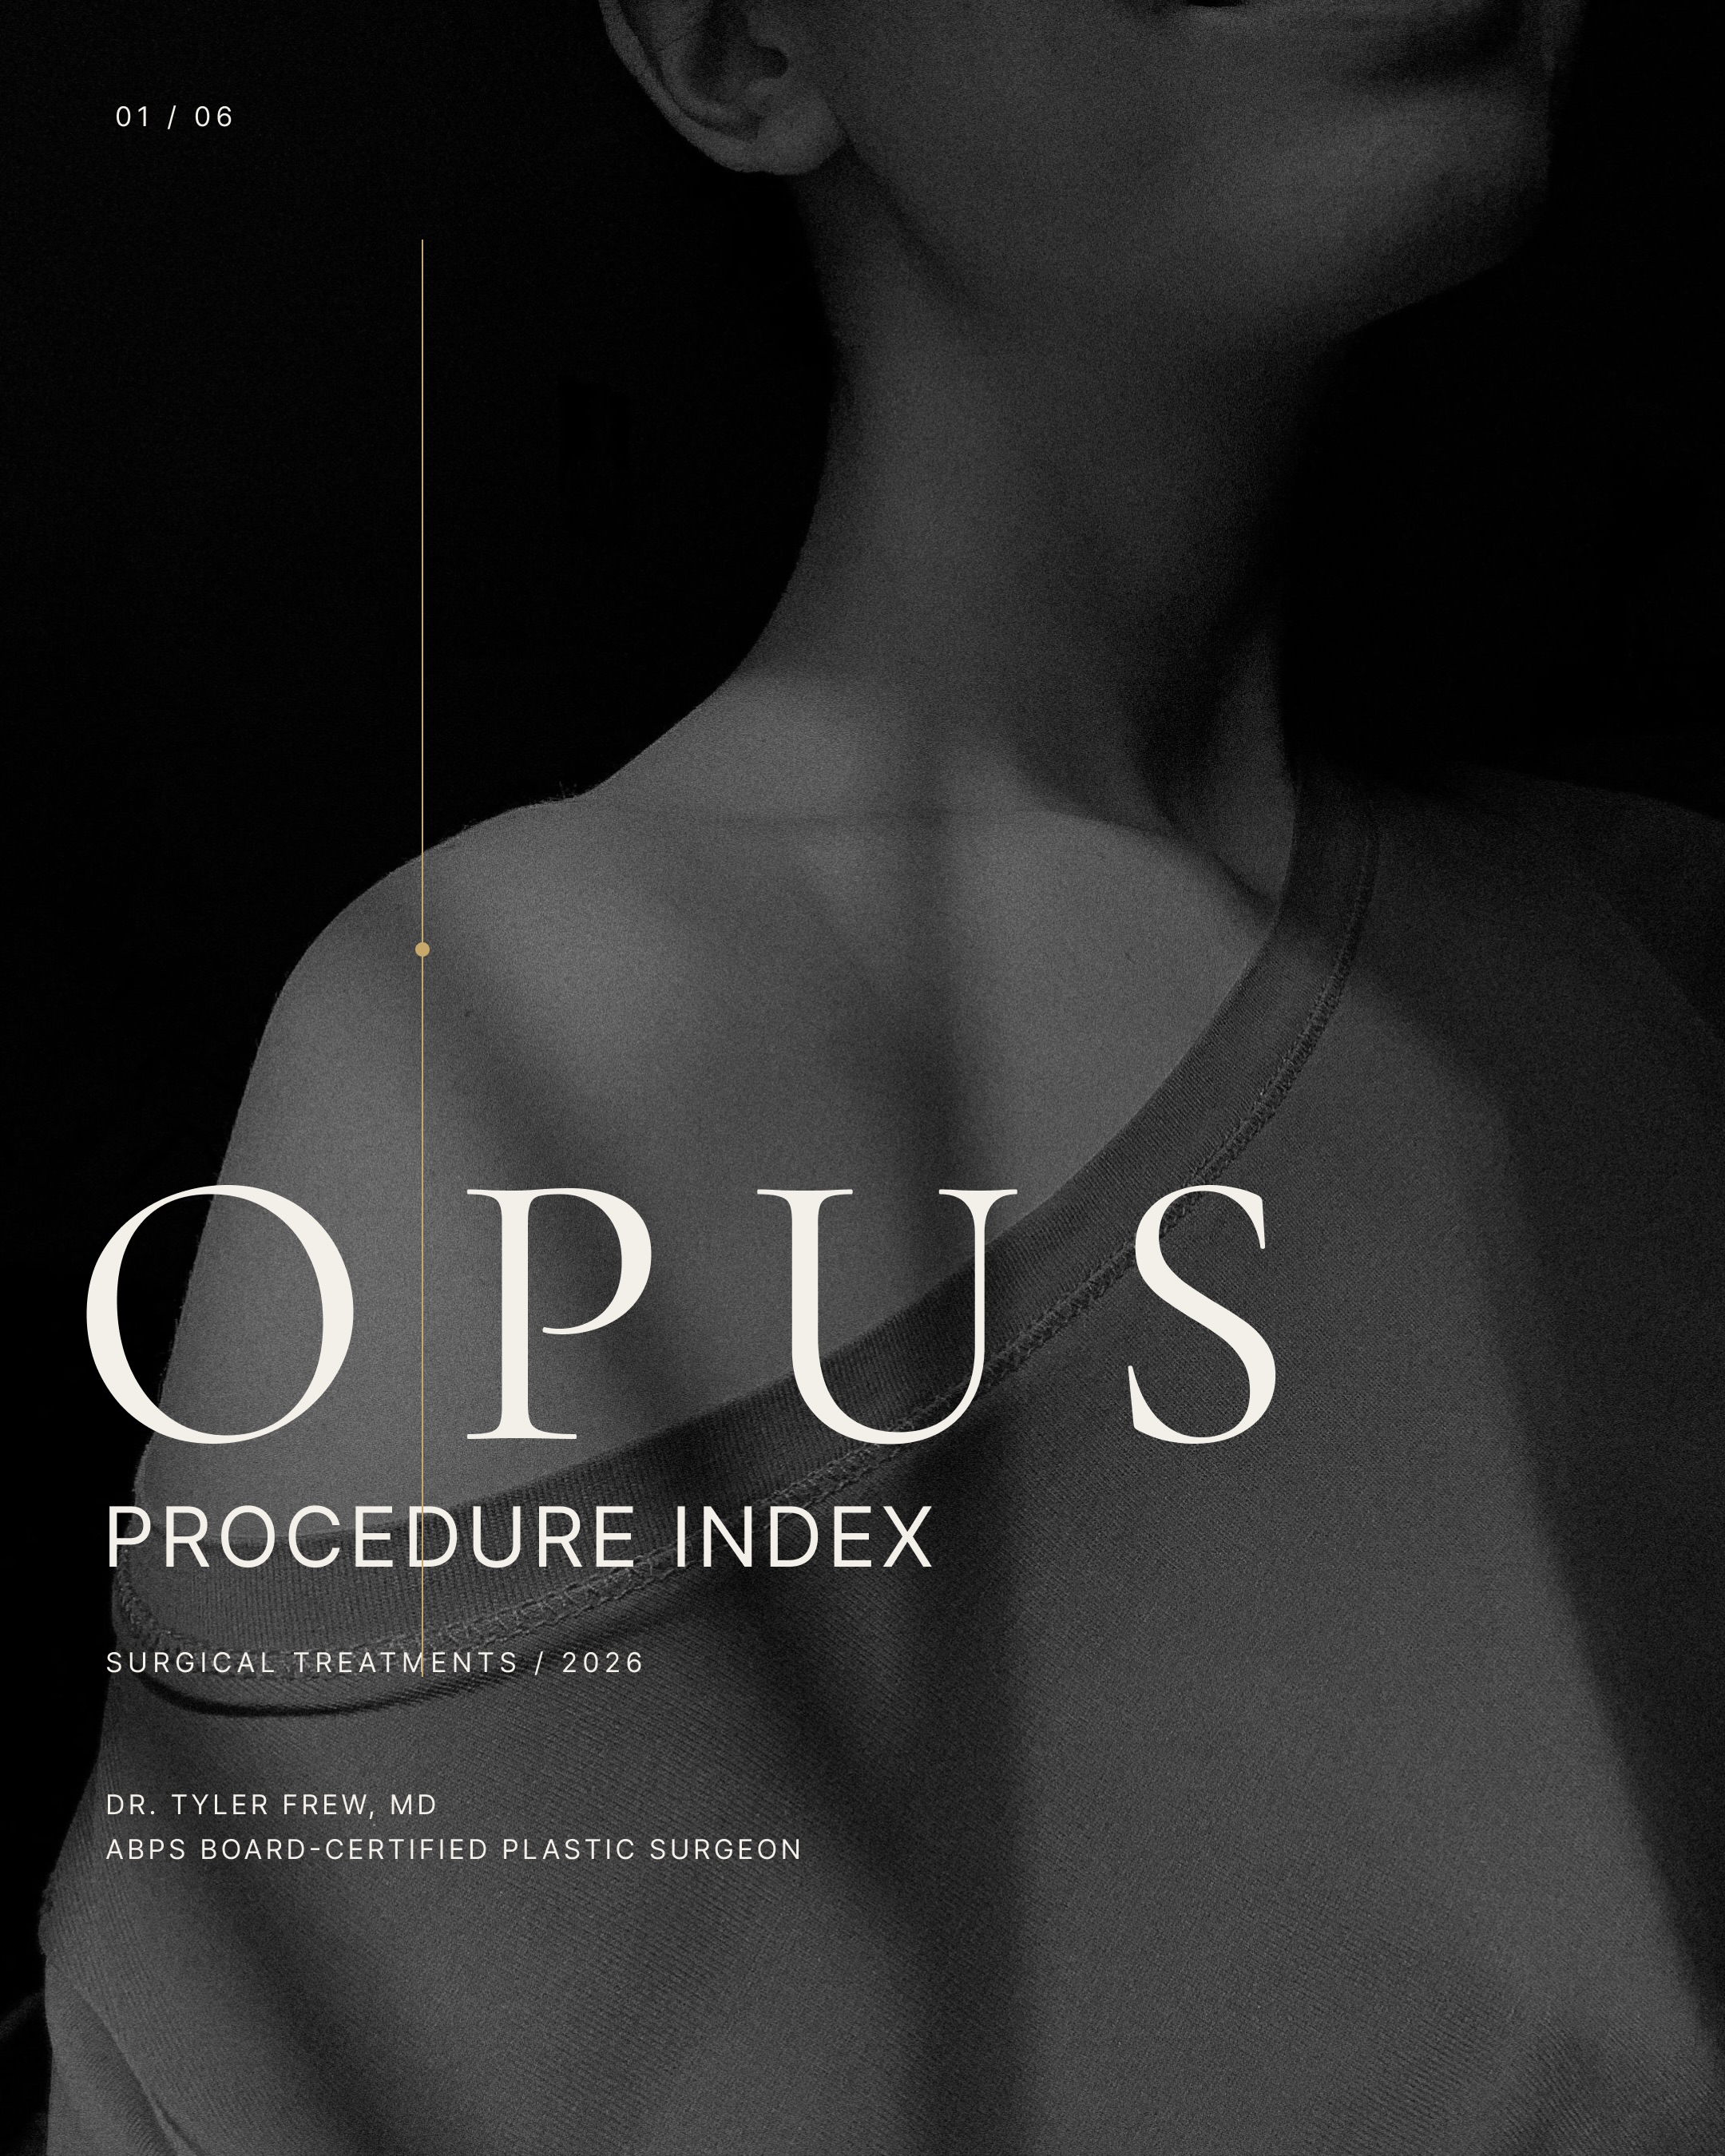 01 / 06
OPUS
PROCEDURE INDEX
SURGICAL TREATMENTS / 2026
DR. TYLER FREW, MD
ABPS BOARD-CERTIFIED PLASTIC SURGEON